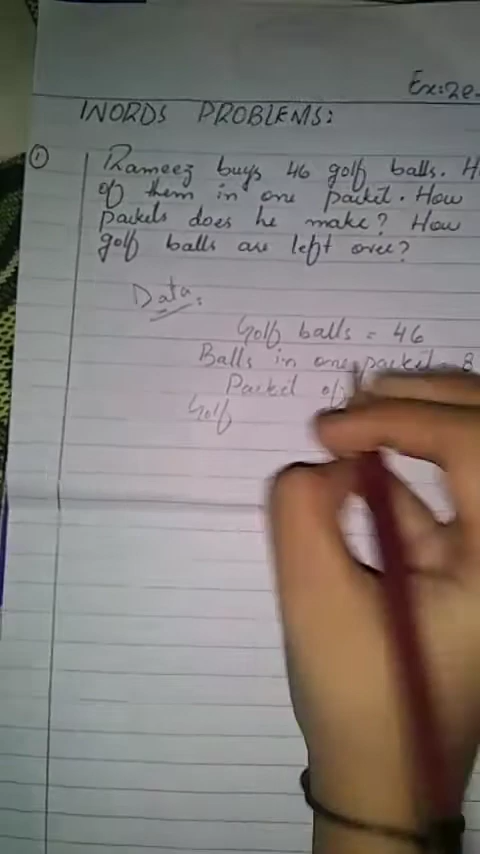 Ex:2e
WORDS PROBLEMS:
① Rameez buys 46 golf balls.
of them in one packet. How
packets does he make? How
golf balls are left over?
Data:
Golf balls = 46
Balls in one packet = 8
Packet of
Golf